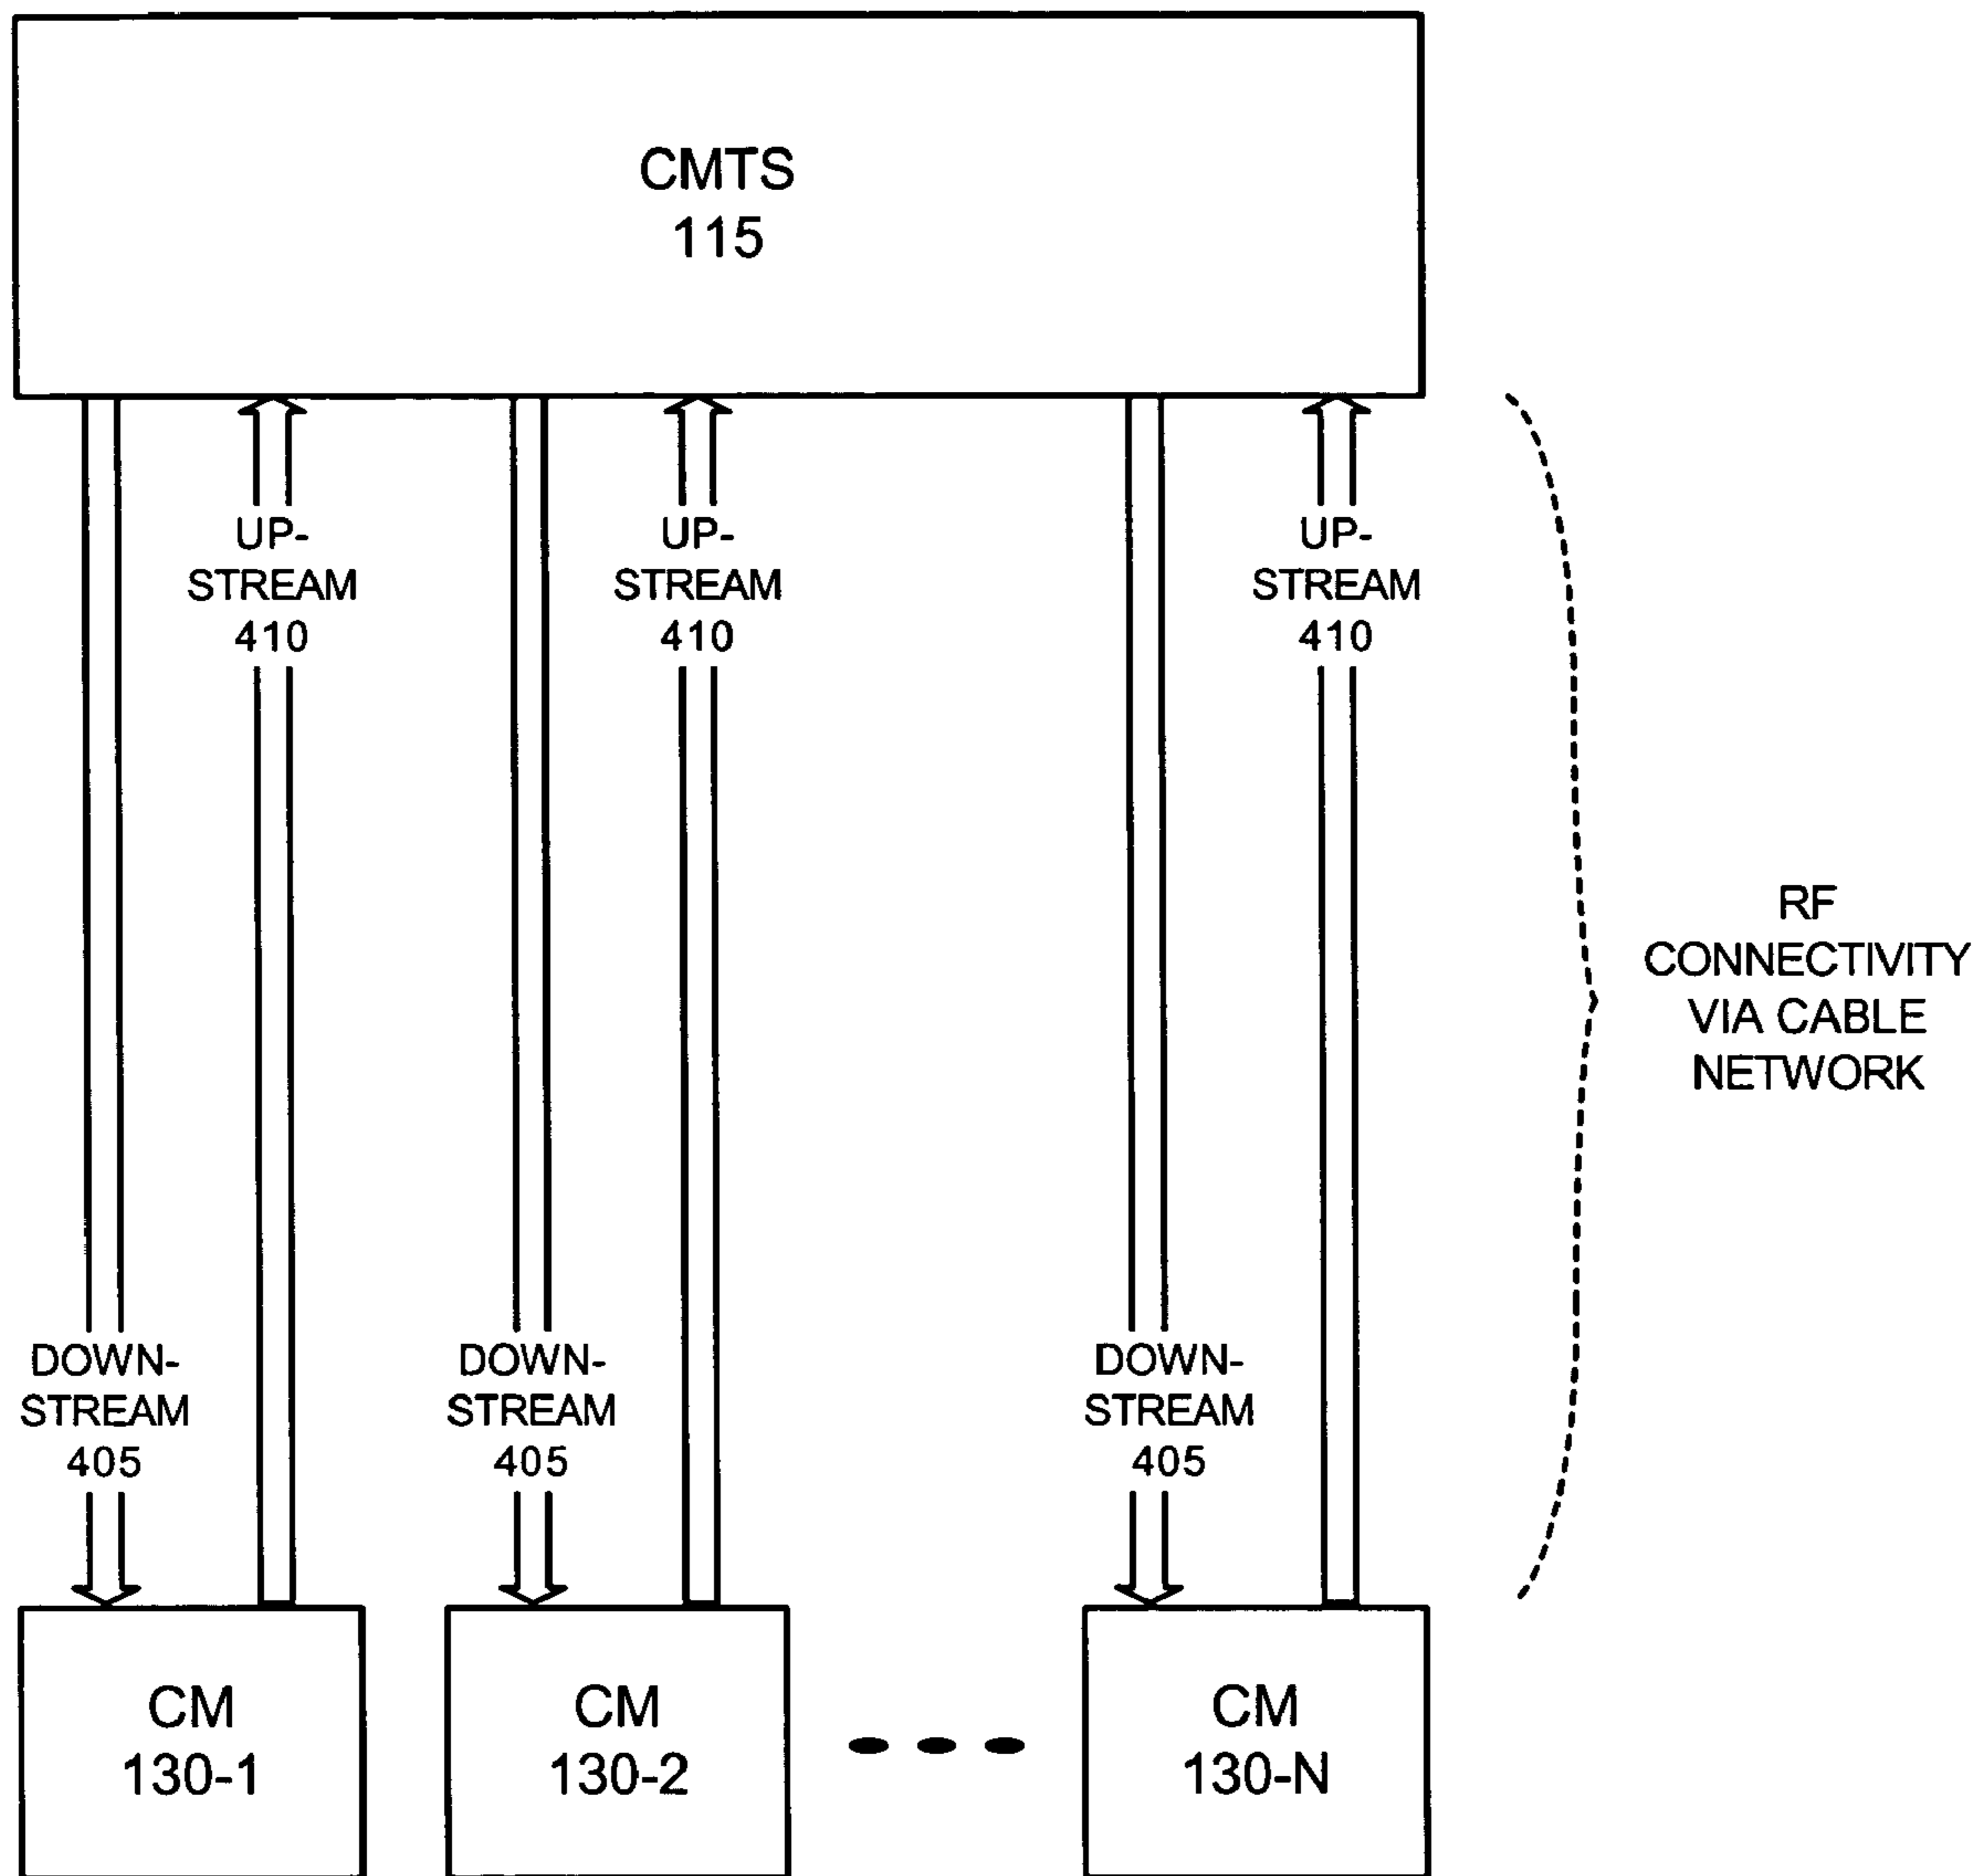 CMTS
115
UP-
STREAM
410
UP-
STREAM
410
UP-
STREAM
410
RF
CONNECTIVITY
VIA CABLE
NETWORK
DOWN-
STREAM
405
DOWN-
STREAM
405
DOWN-
STREAM
405
CM
130-1
CM
130-2
CM
130-N